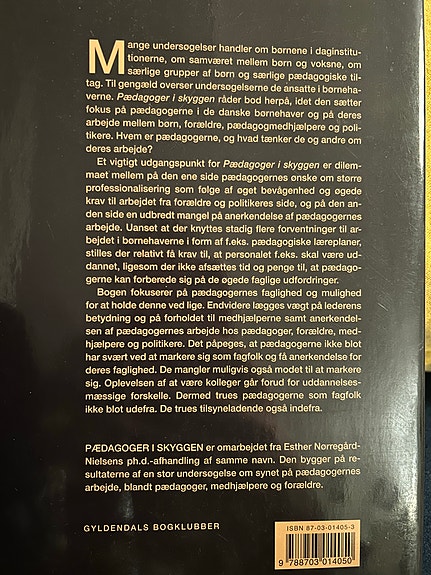 Mange undersøgelser handler om børnene i daginstitu-
tionerne, om samværet mellem børn og voksne, om
særlige grupper af børn og særlige pædagogiske til-
tag. Til gengæld overser undersøgelserne de ansatte i børneha-
verne. Pædagoger i skyggen råder bod herpå, idet den sætter
fokus på pædagogerne i de danske børnehaver og på deres
arbejde mellem børn, forældre, pædagogmedhjælpere og poli-
tikere. Hvem er pædagogerne, og hvad tænker de og andre om
deres arbejde?
Et vigtigt udgangspunkt for Pædagoger i skyggen er dilem-
maet mellem på den ene side pædagogernes ønske om større
professionalisering som følge af øget bevågenhed og øgede
krav til arbejdet fra forældre og politikeres side, og på den an-
den side en udbredt mangel på anerkendelse af pædagogernes
arbejde. Uanset at der knyttes stadig flere forventninger til ar-
bejdet i børnehaverne i form af f.eks. pædagogiske læreplaner,
stilles der relativt få krav til, at personalet f.eks. skal være ud-
dannet, ligesom der ikke afsættes tid og penge til, at pædago-
gerne kan forberede sig på de øgede faglige udfordringer.
Bogen fokuserer på pædagogernes faglighed og mulighed
for at holde denne ved lige. Endvidere lægges vægt på lederens
betydning og på forholdet til medhjælperne samt anerkendel-
sen af pædagogernes arbejde hos pædagoger, forældre, med-
hjælpere og politikere. Det påpeges, at pædagogerne ikke blot
har svært ved at markere sig som fagfolk og få anerkendelse for
deres faglighed. De mangler muligvis også modet til at markere
sig. Oplevelsen af at være kolleger går forud for uddannelses-
mæssige forskelle. Dermed trues pædagogerne som fagfolk
ikke blot udefra. De trues tilsyneladende også indefra.
PÆDAGOGER I SKYGGEN er omarbejdet fra Esther Nørregård-
Nielsens ph.d.-afhandling af samme navn. Den bygger på re-
sultaterne af en stor undersøgelse om synet på pædagogernes
arbejde, blandt pædagoger, medhjælpere og forældre.
GYLDENDALS BOGKLUBBER
ISBN 87-03-01405-3
9 788703 014050